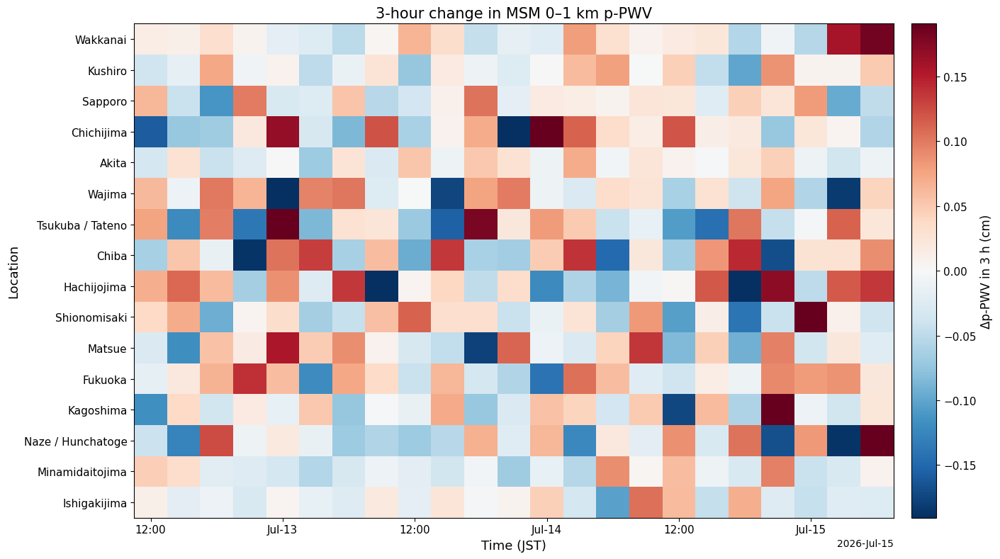 3-hour change in MSM 0–1 km p-PWV
Location
Wakkanai
Kushiro
Sapporo
Chichijima
Akita
Wajima
Tsukuba / Tateno
Chiba
Hachijojima
Shionomisaki
Matsue
Fukuoka
Kagoshima
Naze / Hunchatoge
Minamidaitojima
Ishigakijima
12:00 Jul-13 12:00 Jul-14 12:00 Jul-15
Time (JST)
2026-Jul-15
0.15
0.10
0.05
0.00
−0.05
−0.10
−0.15
Δp-PWV in 3 h (cm)